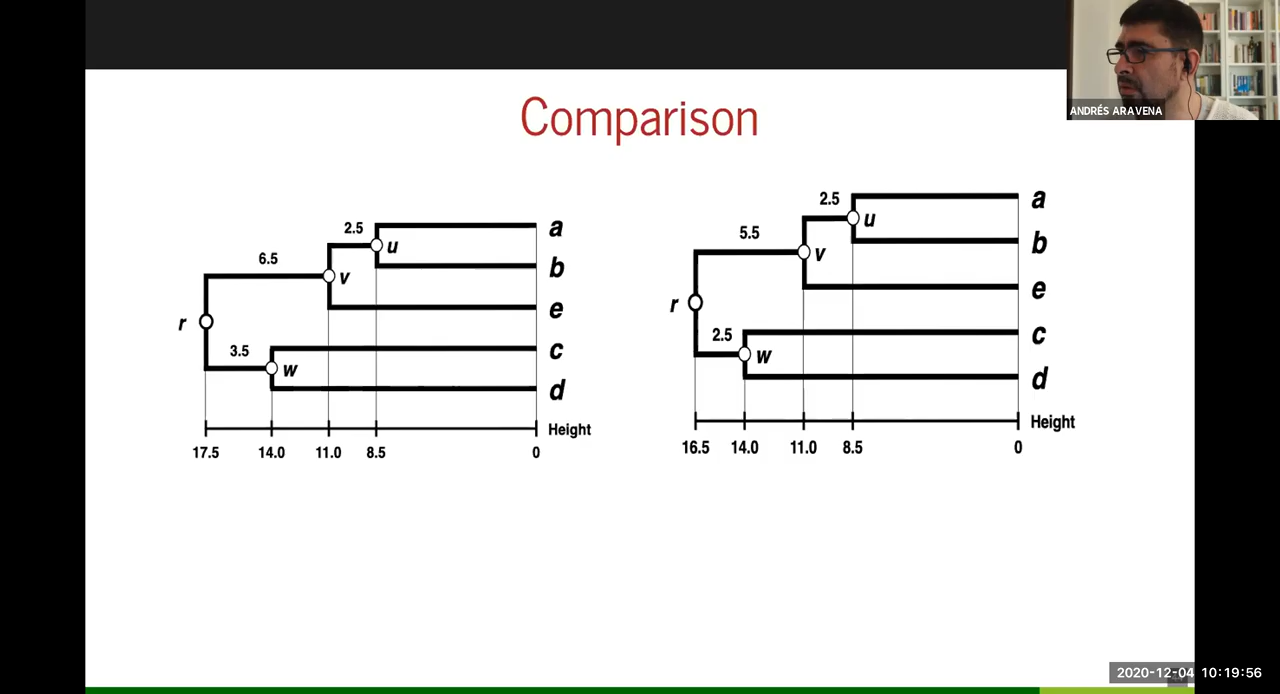 Comparison
ANDRÉS ARAVENA
2.5 a
u
6.5 b
v
e
r
3.5 c
w
d
Height
17.5 14.0 11.0 8.5 0
2.5 a
u
5.5 b
v
e
r
2.5 c
w
d
Height
16.5 14.0 11.0 8.5 0
2020-12-04 10:19:56